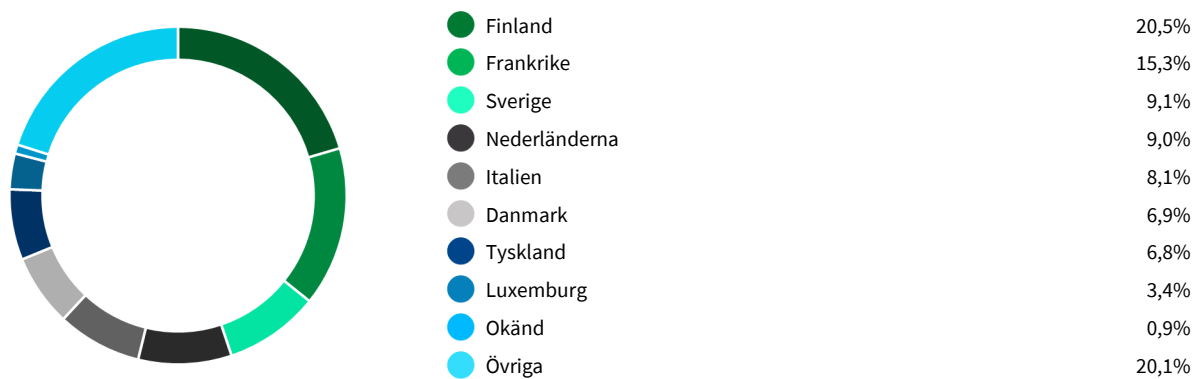 Finland 20,5%
Frankrike 15,3%
Sverige 9,1%
Nederländerna 9,0%
Italien 8,1%
Danmark 6,9%
Tyskland 6,8%
Luxemburg 3,4%
Okänd 0,9%
Övriga 20,1%